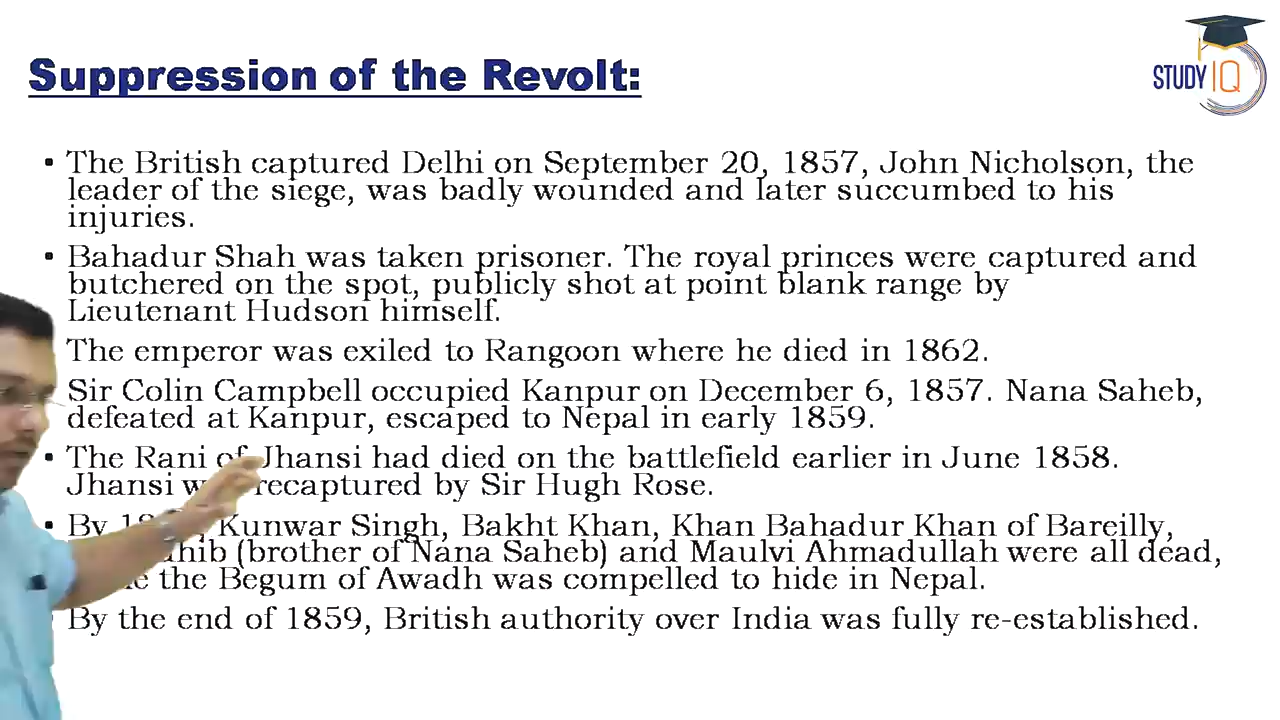 Suppression of the Revolt:
STUDY IQ
• The British captured Delhi on September 20, 1857, John Nicholson, the
leader of the siege, was badly wounded and later succumbed to his
injuries.
• Bahadur Shah was taken prisoner. The royal princes were captured and
butchered on the spot, publicly shot at point blank range by
Lieutenant Hudson himself.
The emperor was exiled to Rangoon where he died in 1862.
Sir Colin Campbell occupied Kanpur on December 6, 1857. Nana Saheb,
defeated at Kanpur, escaped to Nepal in early 1859.
• The Rani of Jhansi had died on the battlefield earlier in June 1858.
Jhansi recaptured by Sir Hugh Rose.
• By Kunwar Singh, Bakht Khan, Khan Bahadur Khan of Bareilly,
(brother of Nana Saheb) and Maulvi Ahmadullah were all dead,
the Begum of Awadh was compelled to hide in Nepal.
By the end of 1859, British authority over India was fully re-established.